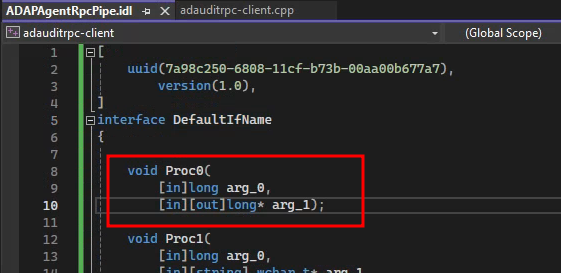 ADAPAgentRpcPipe.idl
adauditrpc-client.cpp
adauditrpc-client
(Global Scope)
1 [
2 uuid(7a98c250-6808-11cf-b73b-00aa00b677a7),
3 version(1.0),
4 ]
5 interface DefaultIfName
6 {
7
8 void Proc0(
9 [in]long arg_0,
10 [in][out]long* arg_1);
11
12 void Proc1(
13 [in]long arg_0,
14 [in][string] wchar_t* arg_1